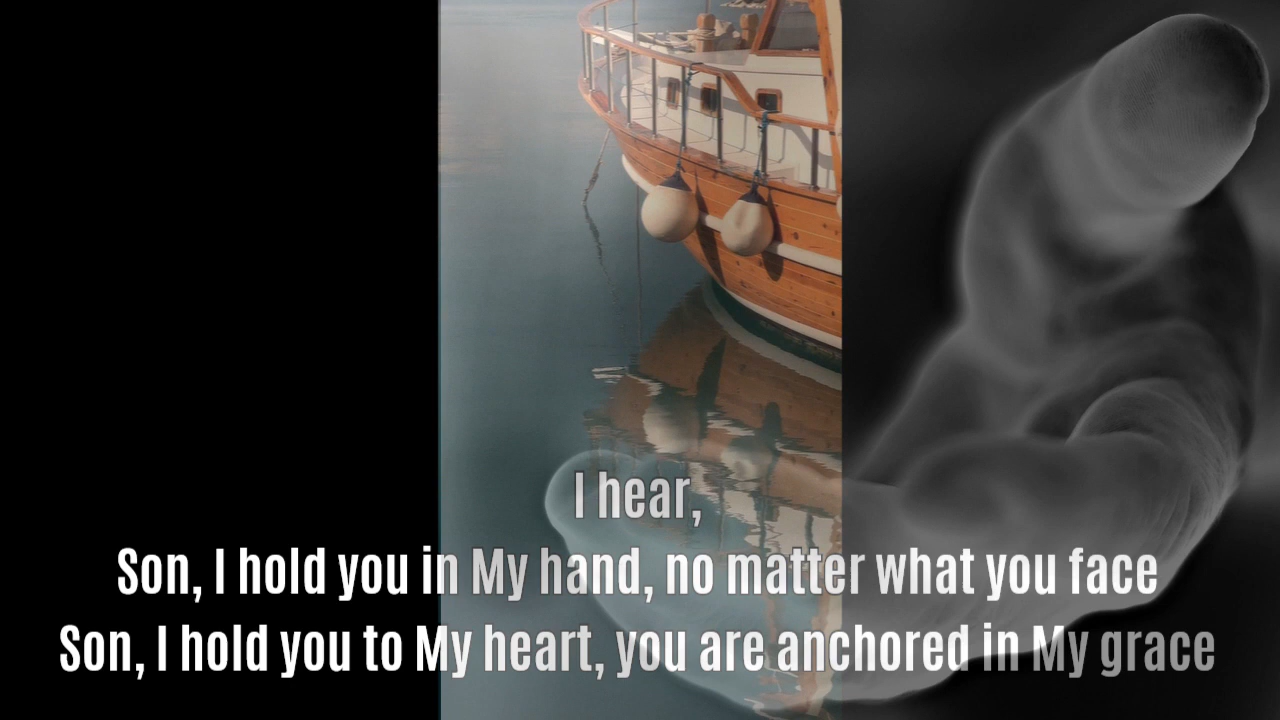 I hear,
Son, I hold you in My hand, no matter what you face
Son, I hold you to My heart, you are anchored in My grace